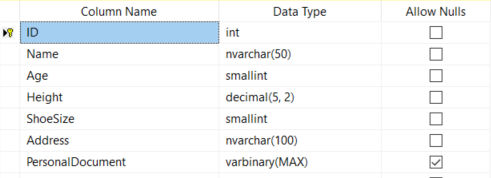 Column Name Data Type Allow Nulls
ID int
Name nvarchar(50)
Age smallint
Height decimal(5, 2)
ShoeSize smallint
Address nvarchar(100)
PersonalDocument varbinary(MAX)